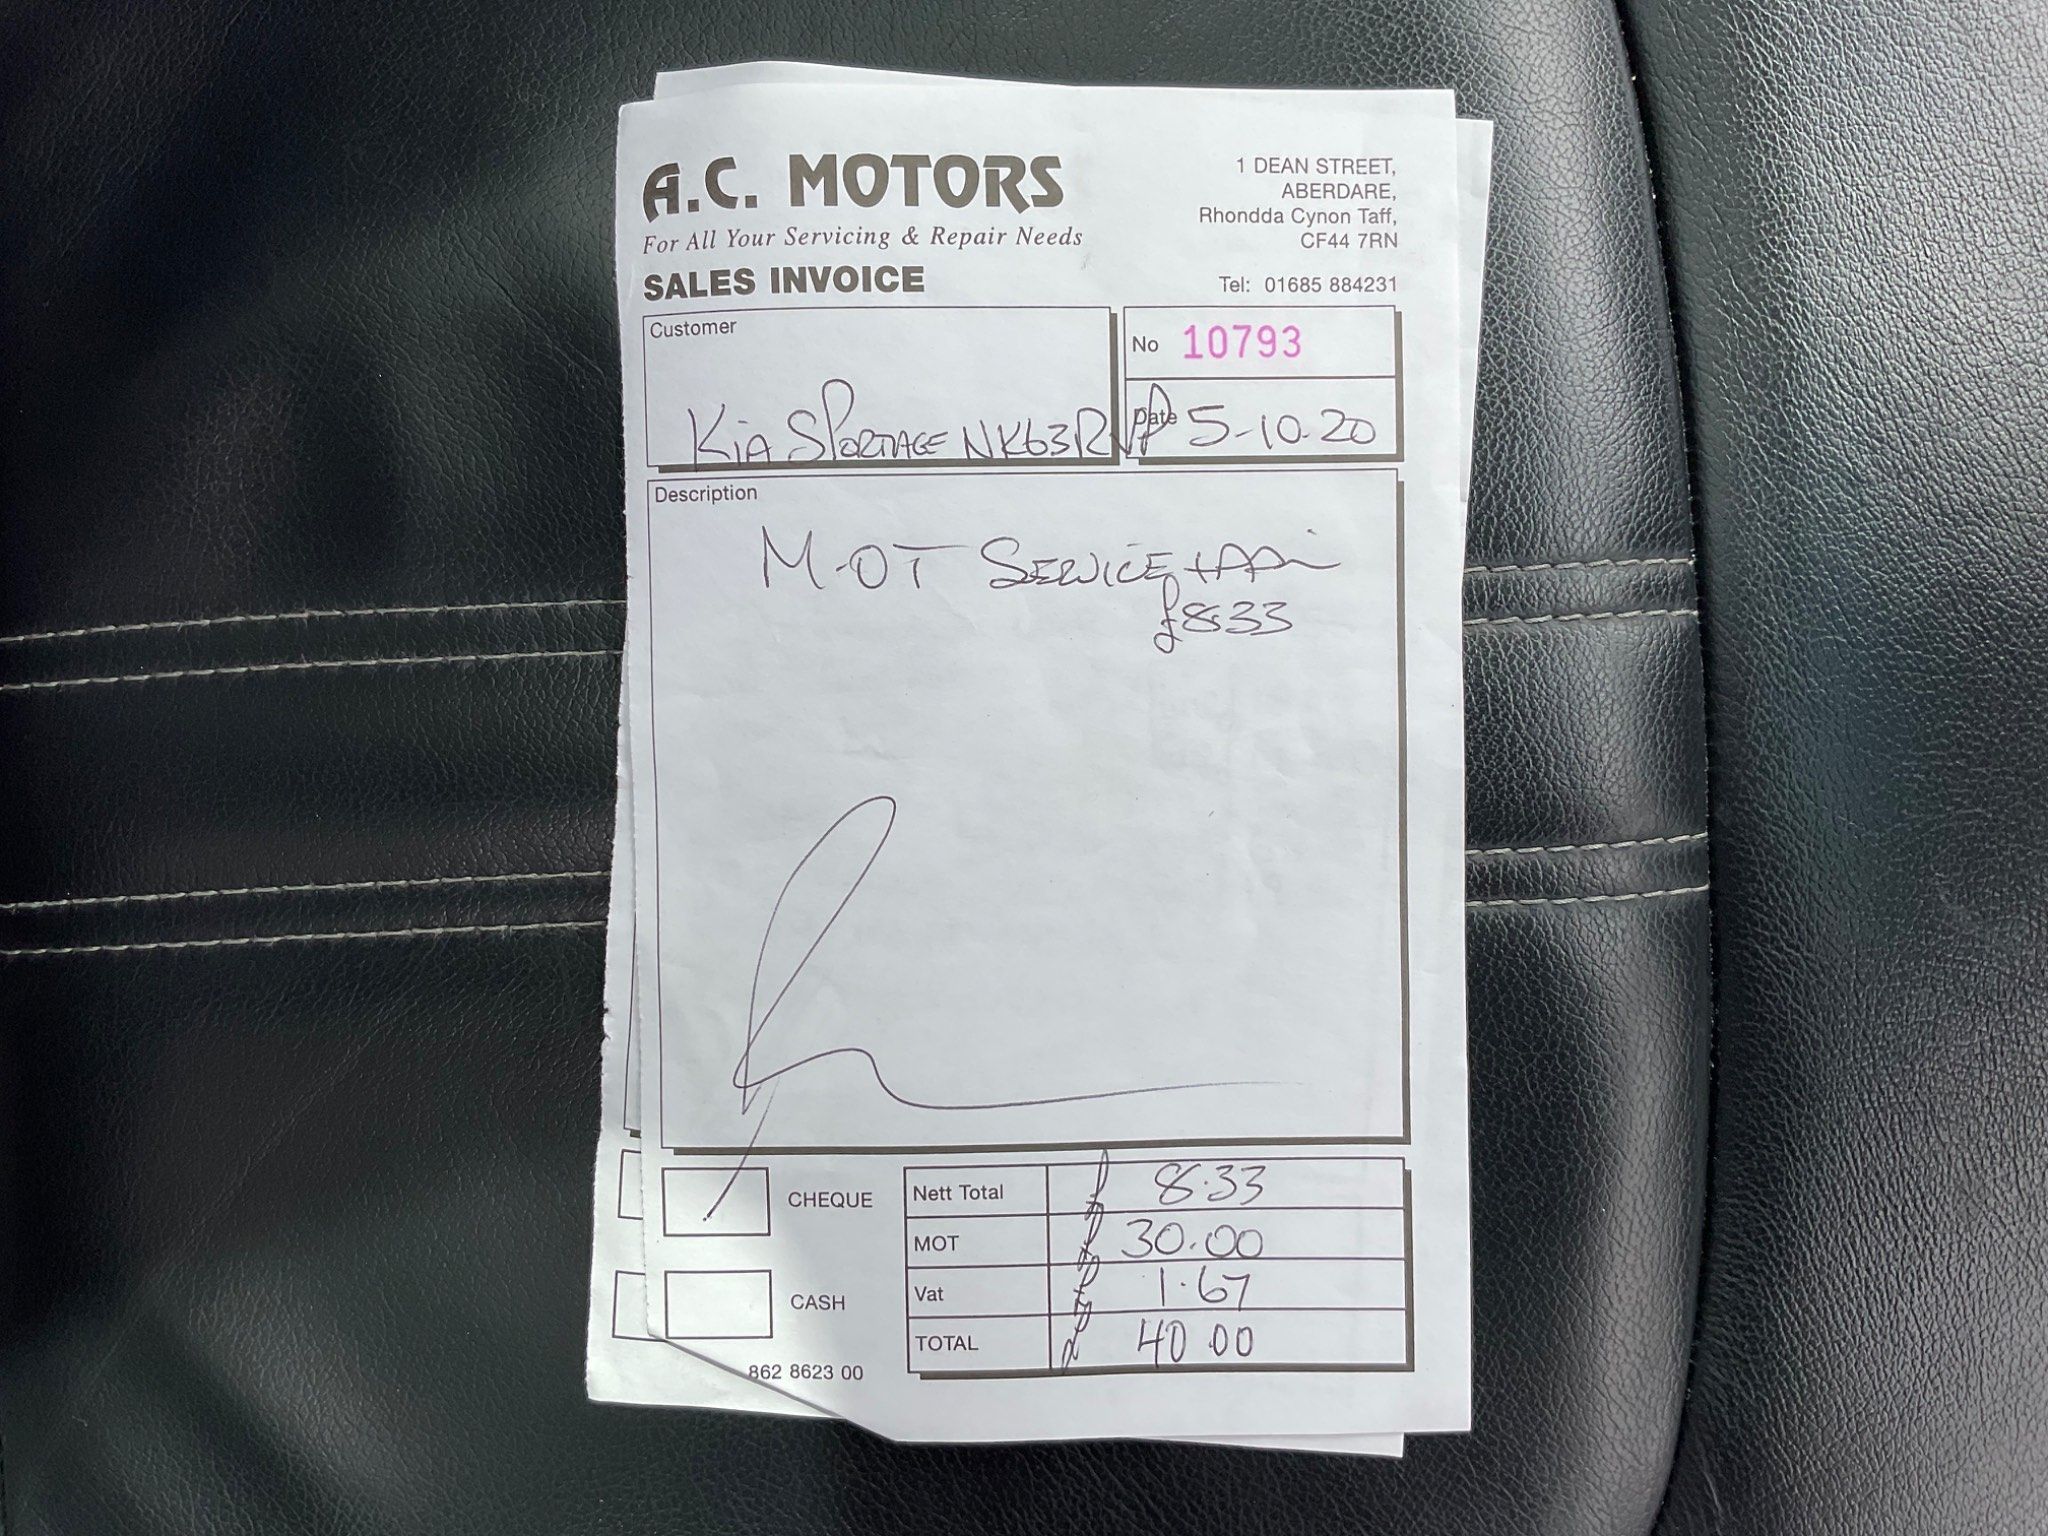 A.C. MOTORS
For All Your Servicing & Repair Needs
SALES INVOICE
1 DEAN STREET,
ABERDARE,
Rhondda Cynon Taff,
CF44 7RN
Tel: 01685 884231
Customer
Kia SPORTAGE NK63R
No 10793
Date 5-10.20
Description
M-OT SERVICE
£8.33
CHEQUE
CASH
862 8623 00
Nett Total £ 8.33
MOT £ 30.00
Vat £ 1.67
TOTAL £ 40 00